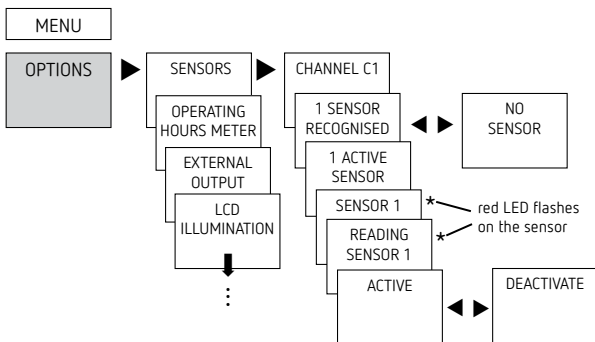 MENU
OPTIONS
SENSORS
OPERATING
HOURS METER
EXTERNAL
OUTPUT
LCD
ILLUMINATION
CHANNEL C1
1 SENSOR
RECOGNISED
1 ACTIVE
SENSOR
SENSOR 1
READING
SENSOR 1
ACTIVE
NO
SENSOR
* red LED flashes
* on the sensor
DEACTIVATE